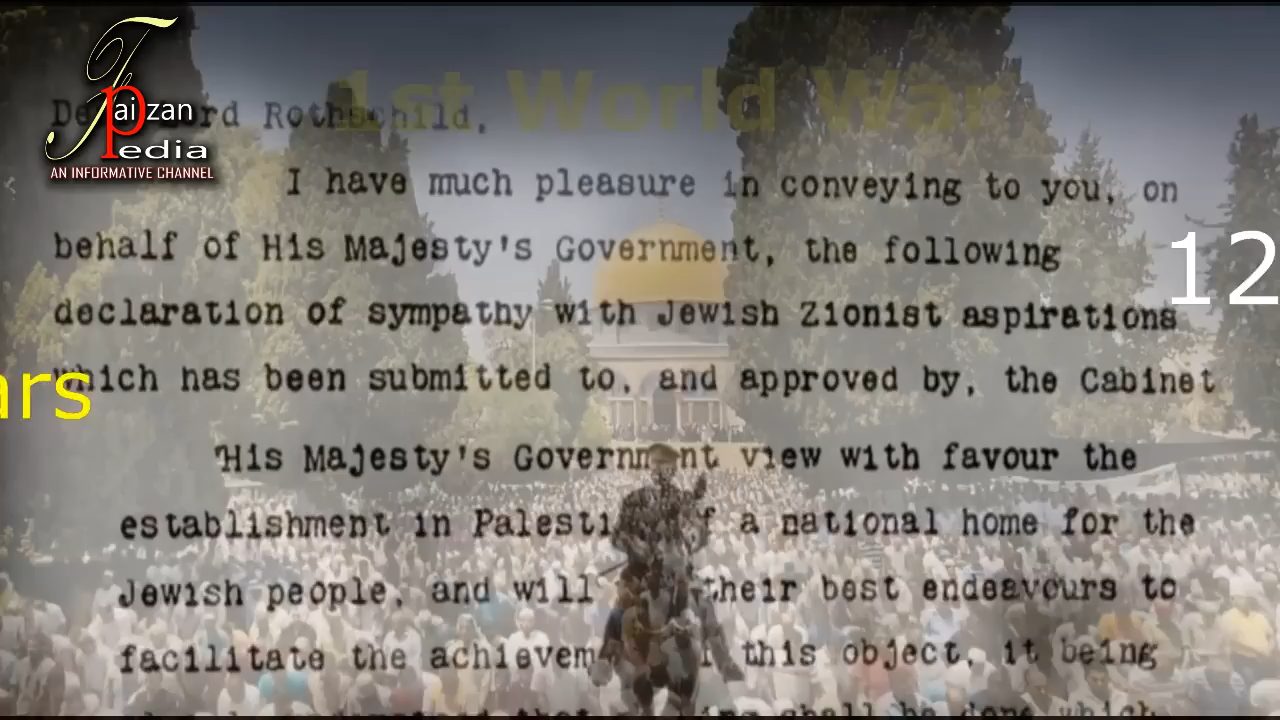 Faizan
Pedia
AN INFORMATIVE CHANNEL
1st World War
Rothschild,
I have much pleasure in conveying to you, on
behalf of His Majesty's Government, the following
declaration of sympathy with Jewish Zionist aspirations
which has been submitted to, and approved by, the Cabinet
"His Majesty's Government view with favour the
establishment in a national home for the
Jewish people, and will their best endeavours to
facilitate the this object, it being
12
ars